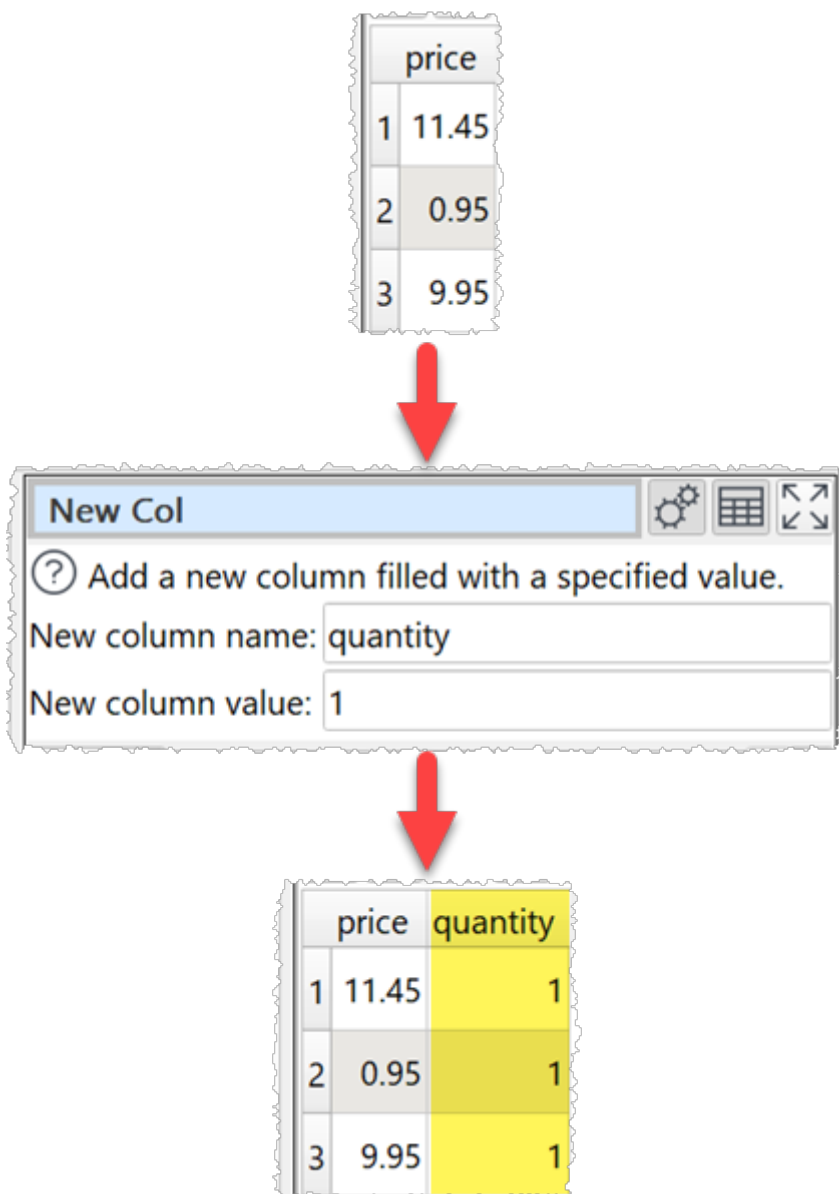 price
1 11.45
2 0.95
3 9.95
New Col
? Add a new column filled with a specified value.
New column name: quantity
New column value: 1
price quantity
1 11.45 1
2 0.95 1
3 9.95 1